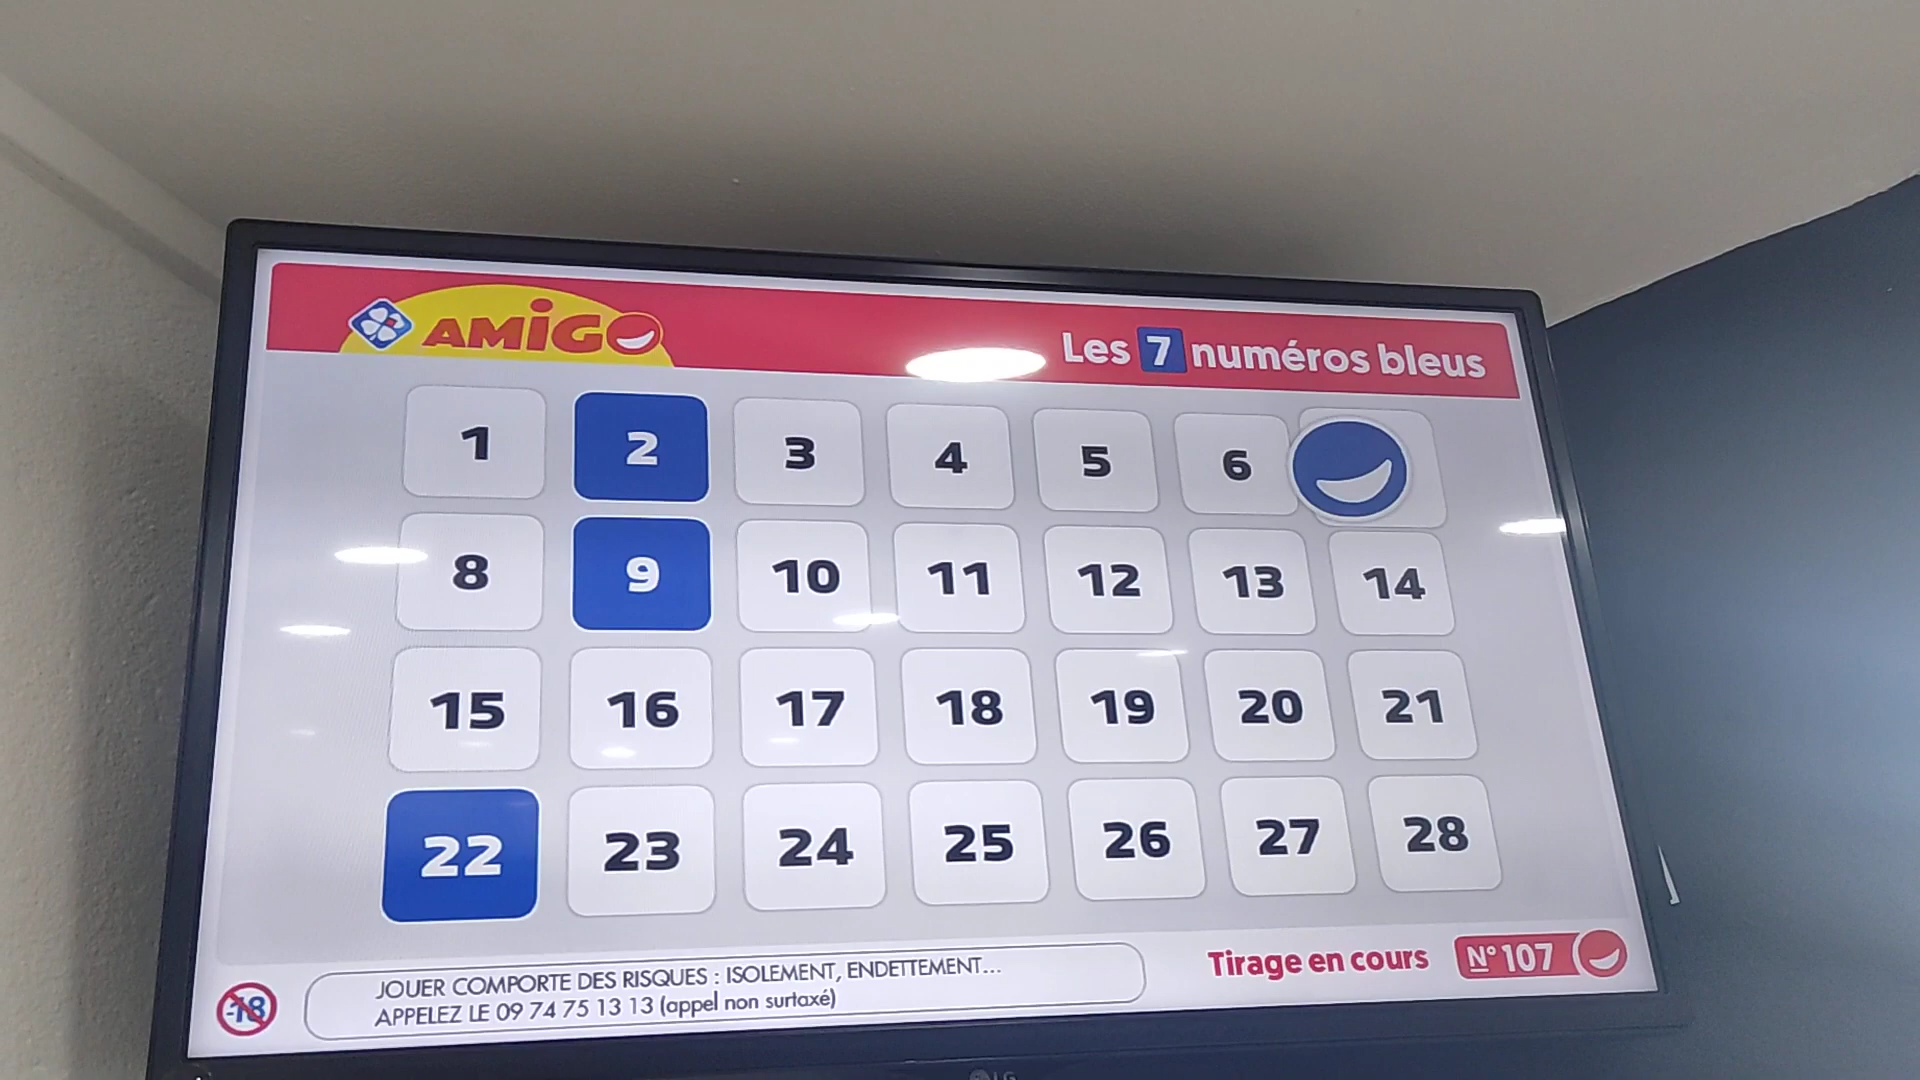 AMIGO
Les 7 numéros bleus
1 2 3 4 5 6
8 9 10 11 12 13 14
15 16 17 18 19 20 21
22 23 24 25 26 27 28
Tirage en cours N° 107
-18
JOUER COMPORTE DES RISQUES : ISOLEMENT, ENDETTEMENT...
APPELEZ LE 09 74 75 13 13 (appel non surtaxé)
LG